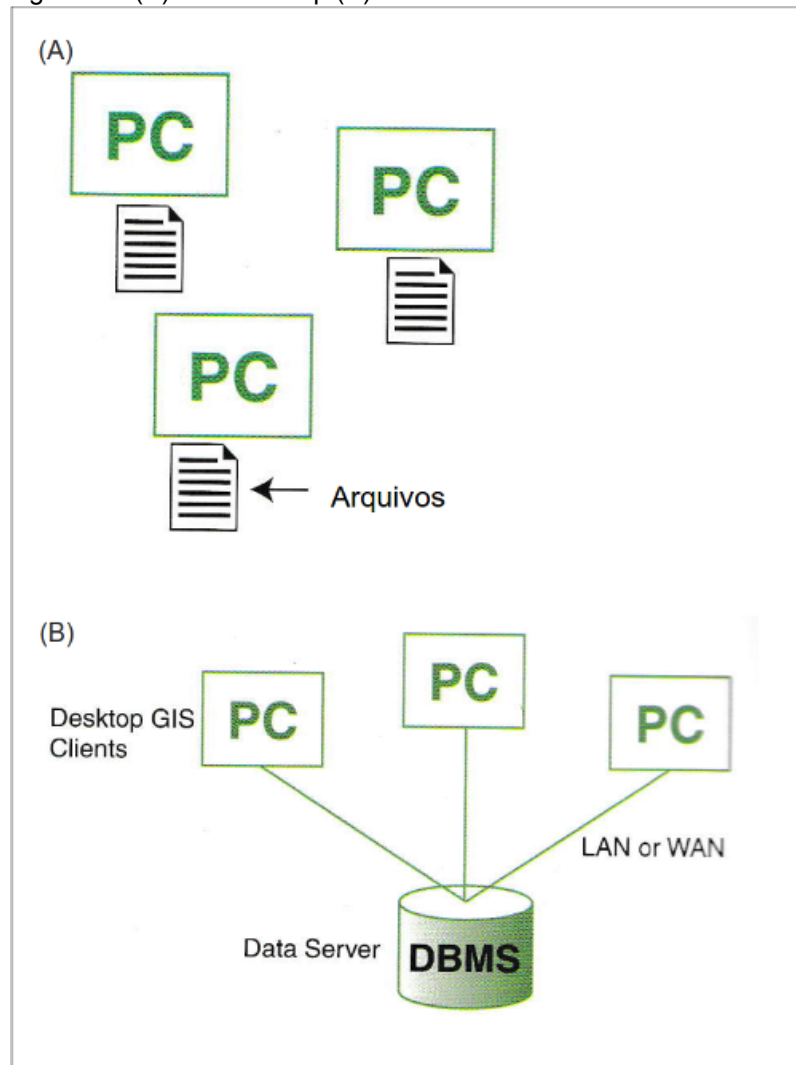 (A)
PC
PC
PC
Arquivos
(B)
Desktop GIS
Clients
PC
PC
PC
LAN or WAN
Data Server
DBMS